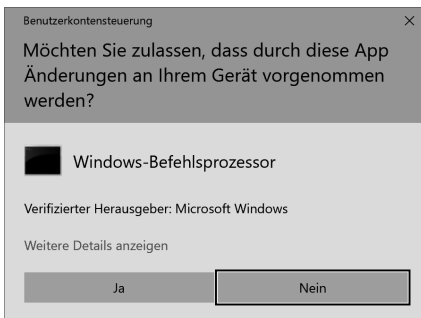 Benutzerkontensteuerung
Möchten Sie zulassen, dass durch diese App
Änderungen an Ihrem Gerät vorgenommen
werden?
Windows-Befehlsprozessor
Verifizierter Herausgeber: Microsoft Windows
Weitere Details anzeigen
Ja
Nein